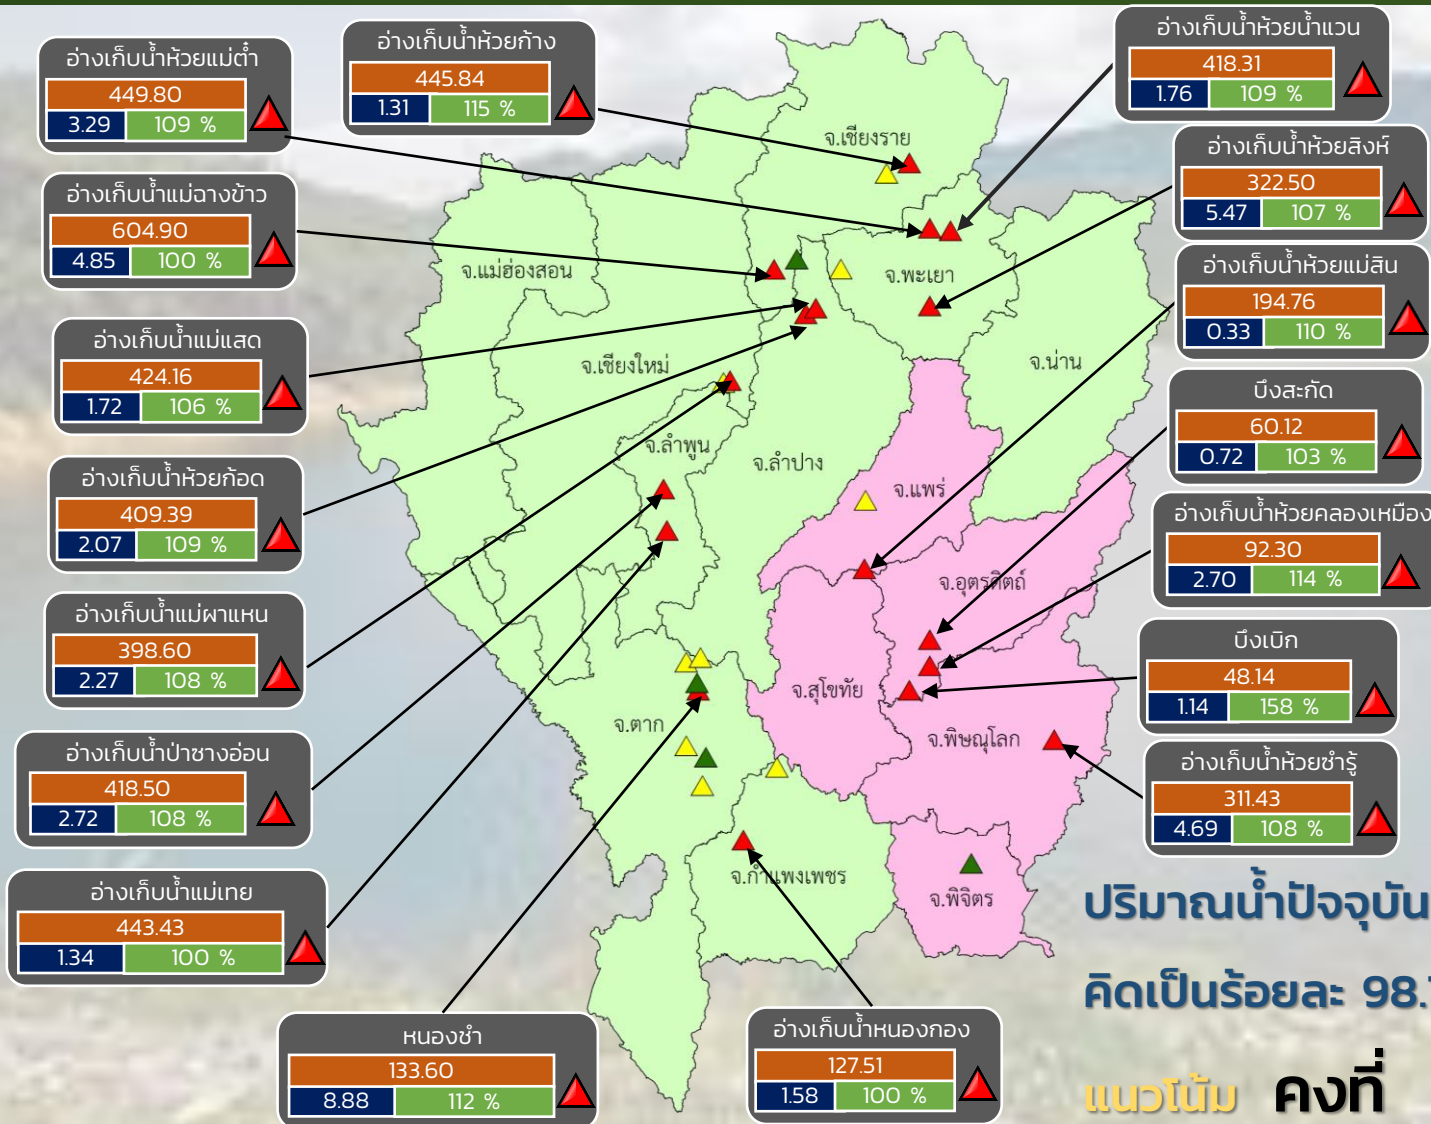 อ่างเก็บน้ำห้วยแม่ต่ำ
449.80
3.29 109 %
อ่างเก็บน้ำห้วยก้าง
445.84
1.31 115 %
อ่างเก็บน้ำห้วยน้ำแวน
418.31
1.76 109 %
อ่างเก็บน้ำห้วยสิงห์
322.50
5.47 107 %
อ่างเก็บน้ำแม่ฉางข้าว
604.90
4.85 100 %
อ่างเก็บน้ำห้วยแม่สิน
194.76
0.33 110 %
อ่างเก็บน้ำแม่แสด
424.16
1.72 106 %
บึงสะกัด
60.12
0.72 103 %
อ่างเก็บน้ำห้วยก้อด
409.39
2.07 109 %
อ่างเก็บน้ำห้วยคลองเหมือง
92.30
2.70 114 %
อ่างเก็บน้ำแม่ผาแหน
398.60
2.27 108 %
บึงเบิก
48.14
1.14 158 %
อ่างเก็บน้ำป่าซางอ่อน
418.50
2.72 108 %
อ่างเก็บน้ำห้วยซำรู้
311.43
4.69 108 %
อ่างเก็บน้ำแม่เทย
443.43
1.34 100 %
หนองชำ
133.60
8.88 112 %
อ่างเก็บน้ำหนองกอง
127.51
1.58 100 %
จ.เชียงราย
จ.แม่ฮ่องสอน
จ.พะเยา
จ.เชียงใหม่
จ.น่าน
จ.ลำพูน
จ.ลำปาง
จ.แพร่
จ.อุตรดิตถ์
จ.สุโขทัย
จ.ตาก
จ.พิษณุโลก
จ.กำแพงเพชร
จ.พิจิตร
ปริมาณน้ำปัจจุบัน
คิดเป็นร้อยละ 98.
แนวโน้ม คงที่